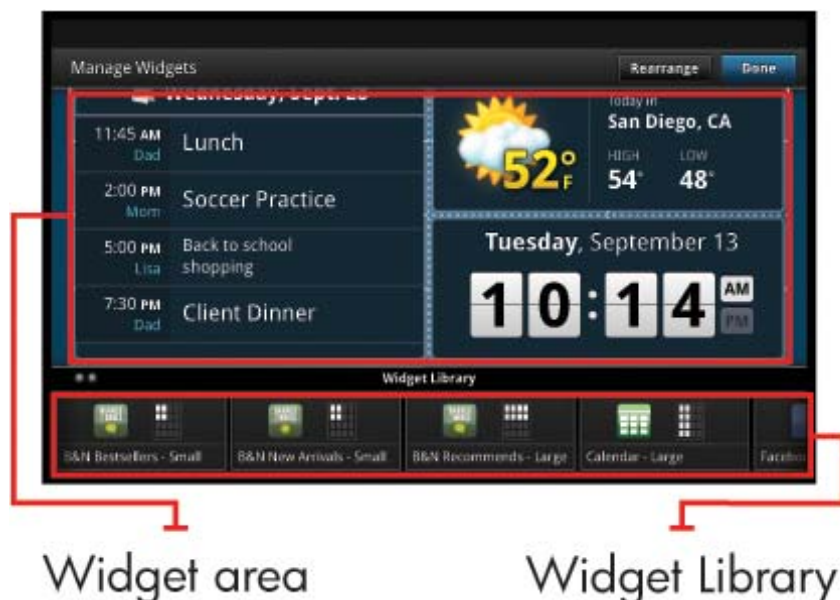 Manage Widgets
Rearrange
Done
Wednesday, Sept. 28
11:45 AM
Dad
Lunch
2:00 PM
Mom
Soccer Practice
5:00 PM
Lisa
Back to school
shopping
7:30 PM
Dad
Client Dinner
52°F
Today in
San Diego, CA
HIGH LOW
54° 48°
Tuesday, September 13
10:14
AM
PM
Widget Library
B&N Bestsellers - Small
B&N New Arrivals - Small
B&N Recommends - Large
Calendar - Large
Widget area
Widget Library